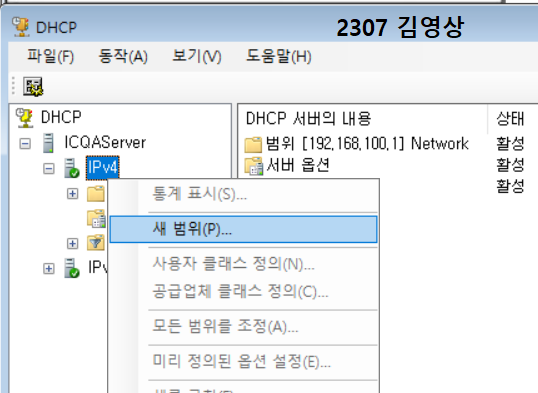 DHCP
2307 김영상
파일(F) 동작(A) 보기(V) 도움말(H)
DHCP
DHCP 서버의 내용 상태
ICQAServer
범위 [192,168,100,1] Network 활성
IPv4
서버 옵션 활성
활성
통계 표시(S)...
새 범위(P)...
사용자 클래스 정의(N)...
공급업체 클래스 정의(C)...
모든 범위를 조정(A)...
미리 정의된 옵션 설정(E)...